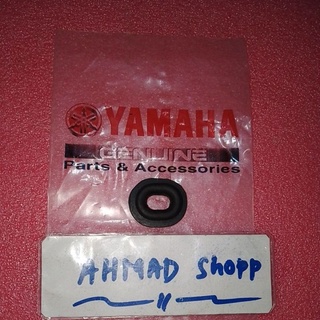 YAMAHA
GENUINE
Parts & Accessories
AHMAD Shopp